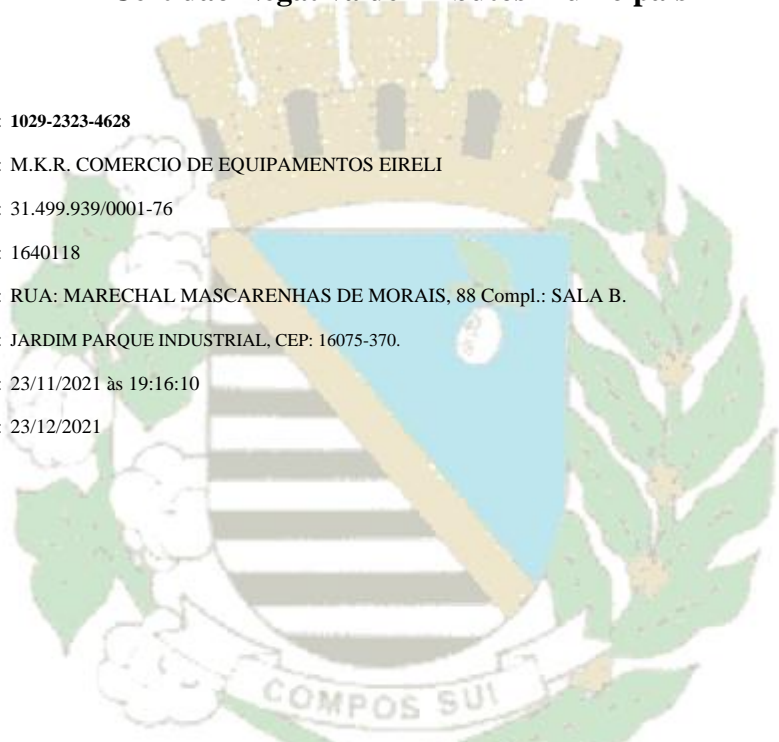 : 1029-2323-4628
: M.K.R. COMERCIO DE EQUIPAMENTOS EIRELI
: 31.499.939/0001-76
: 1640118
: RUA: MARECHAL MASCARENHAS DE MORAIS, 88 Compl.: SALA B.
: JARDIM PARQUE INDUSTRIAL, CEP: 16075-370.
: 23/11/2021 às 19:16:10
: 23/12/2021
COMPOS SUI